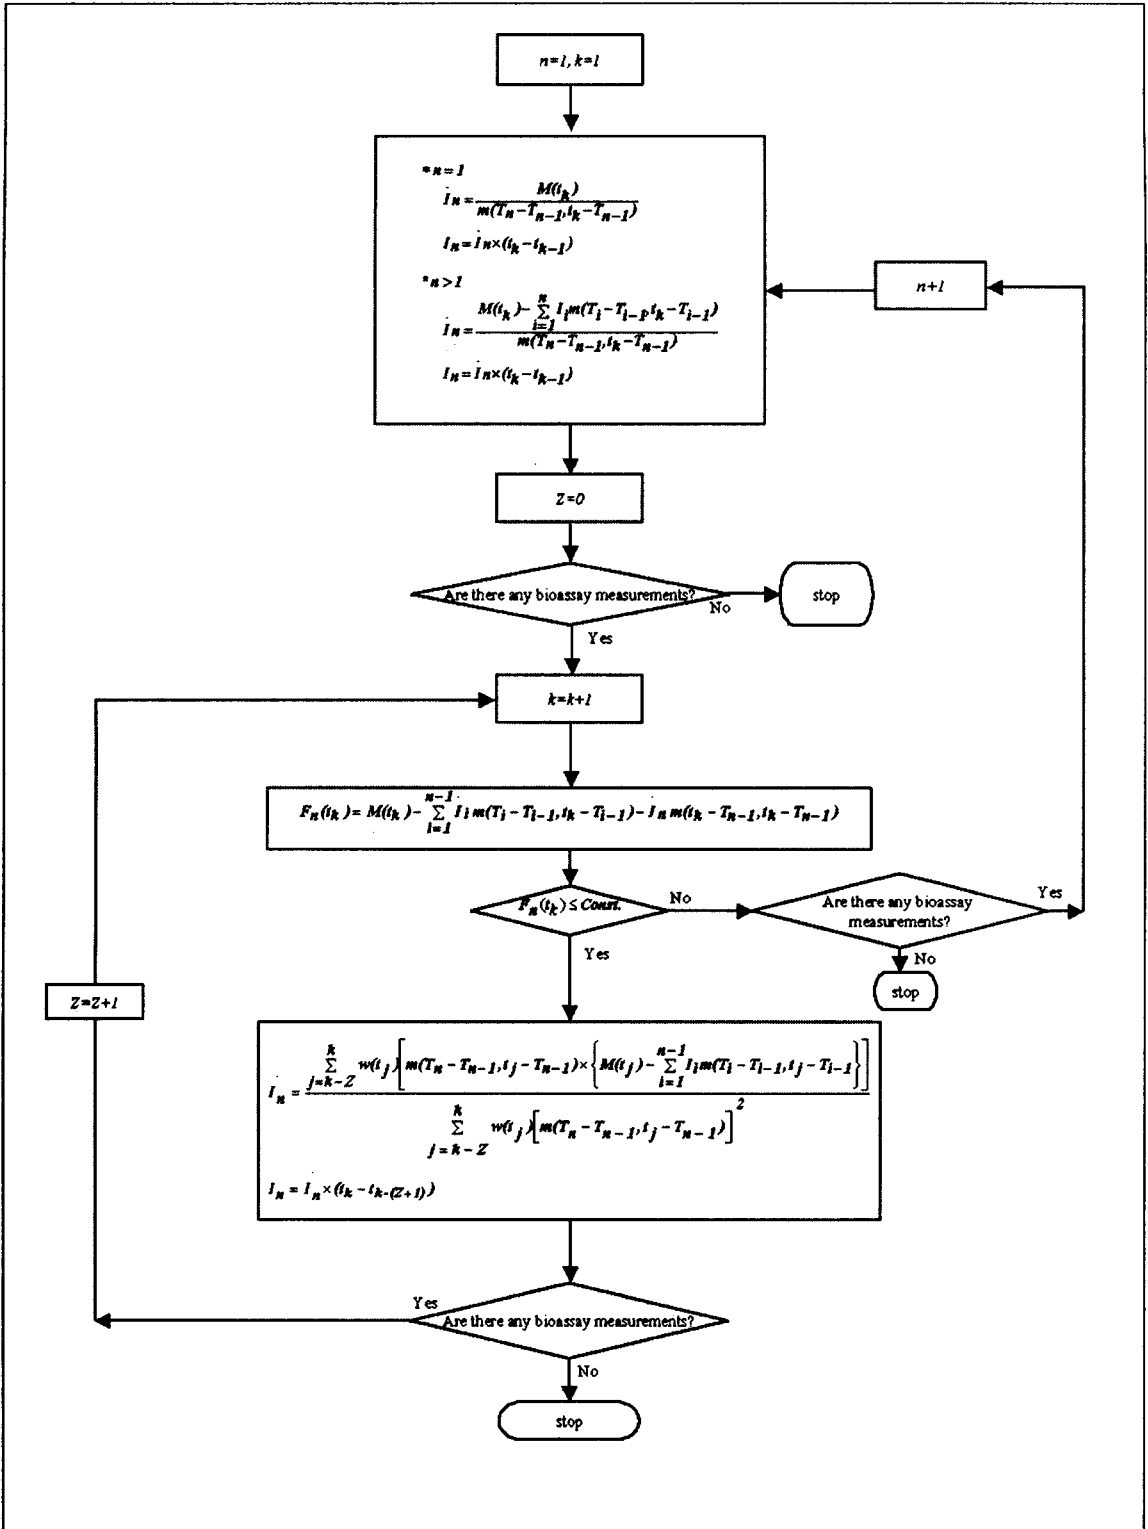 n=1, k=1
*n=1
İn = M(tk) / m(Tn−Tn−1, tk−Tn−1)
In = İn×(tk−tk−1)
*n>1
İn = M(tk)− n∑i=1 Ii m(Ti−Ti−1, tk−Ti−1) / m(Tn−Tn−1, tk−Tn−1)
In = İn×(tk−tk−1)
n+1
Z=0
Are there any bioassay measurements?
No
stop
Yes
k=k+1
Fn(tk) = M(tk)− n−1∑i=1 Ii m(Ti−Ti−1, tk−Ti−1)−İn m(tk−Tn−1, tk−Tn−1)
Fn(tk) ≤ Const.
No
Are there any bioassay
measurements?
Yes
No
stop
Yes
Z=Z+1
İn = k∑j=k−Z w(tj)[m(Tn−Tn−1, tj−Tn−1)×{M(tj)− n−1∑i=1 Ii m(Ti−Ti−1, tj−Ti−1}] / k∑j=k−Z w(tj)[m(Tn−Tn−1, tj−Tn−1)]2
In = İn×(tk−tk-(Z+1))
Yes
Are there any bioassay measurements?
No
stop